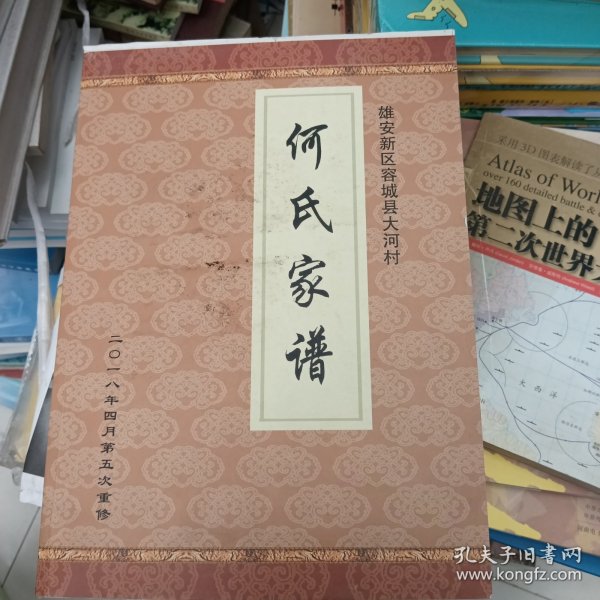 雄安新区容城县大河村
何氏家谱
二〇一八年四月第五次重修
采用3D图表解读了
Atlas of Worl
over 160 detailed battle &
地图上的
第二次世界
大西洋
孔夫子旧书网
www.kongfz.com